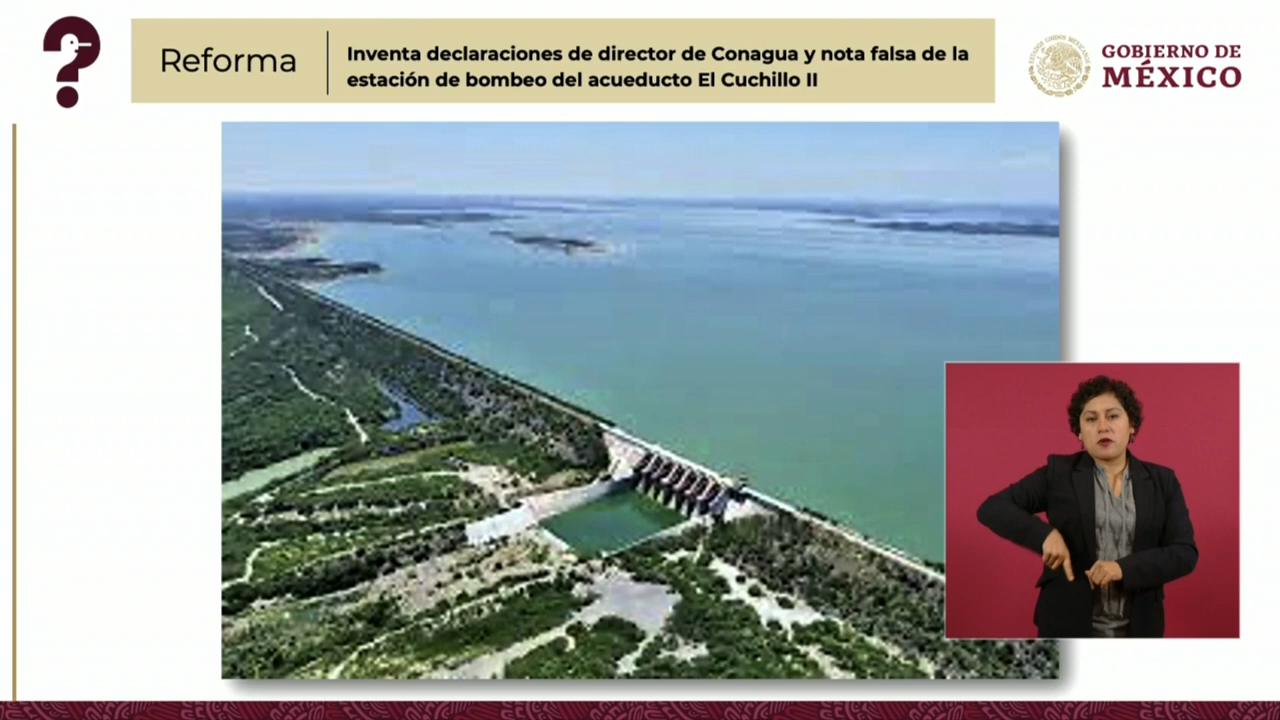 Reforma
Inventa declaraciones de director de Conagua y nota falsa de la
estación de bombeo del acueducto El Cuchillo II
GOBIERNO DE
MÉXICO